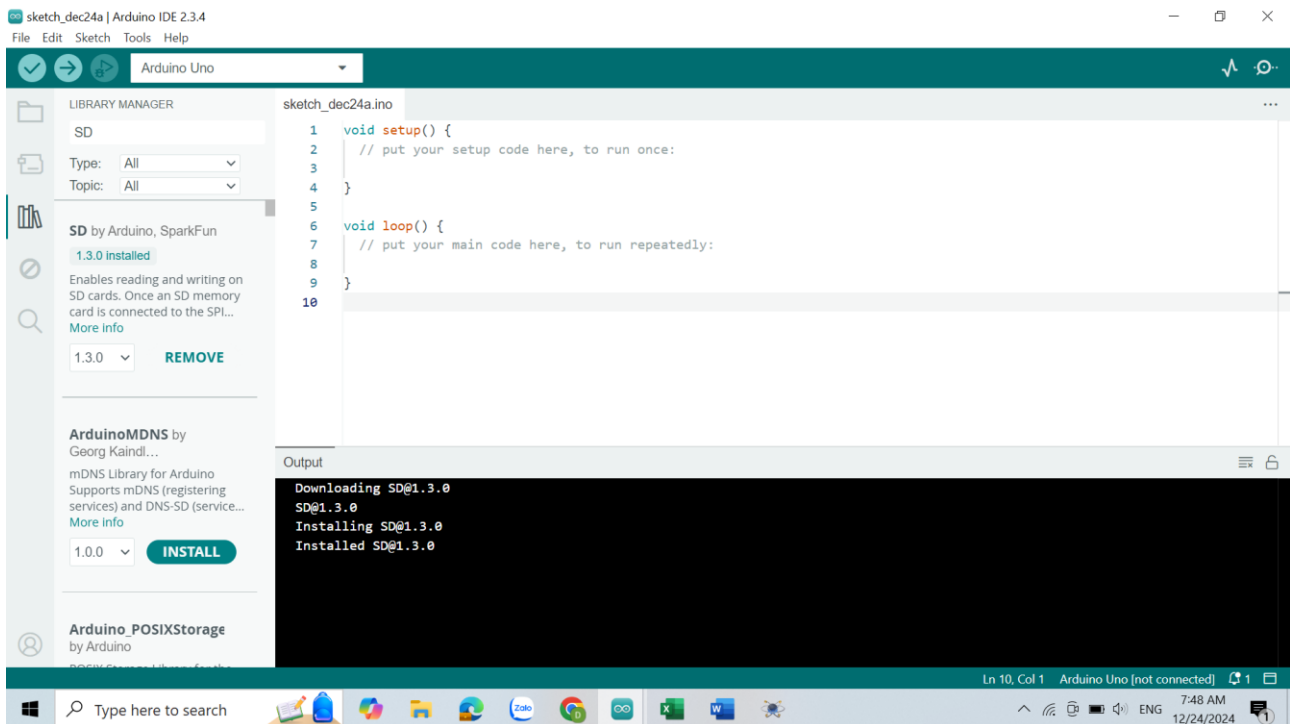 sketch_dec24a | Arduino IDE 2.3.4
File Edit Sketch Tools Help
Arduino Uno
LIBRARY MANAGER
SD
Type: All
Topic: All
SD by Arduino, SparkFun
1.3.0 installed
Enables reading and writing on
SD cards. Once an SD memory
card is connected to the SPI...
More info
1.3.0 REMOVE
ArduinoMDNS by
Georg Kaindl...
mDNS Library for Arduino
Supports mDNS (registering
services) and DNS-SD (service...
More info
1.0.0 INSTALL
Arduino_POSIXStorage
by Arduino
sketch_dec24a.ino
1 void setup() {
2 // put your setup code here, to run once:
3
4 }
5
6 void loop() {
7 // put your main code here, to run repeatedly:
8
9 }
10
Output
Downloading SD@1.3.0
SD@1.3.0
Installing SD@1.3.0
Installed SD@1.3.0
Ln 10, Col 1 Arduino Uno [not connected] 1
Type here to search
Zalo
ENG
7:48 AM
12/24/2024